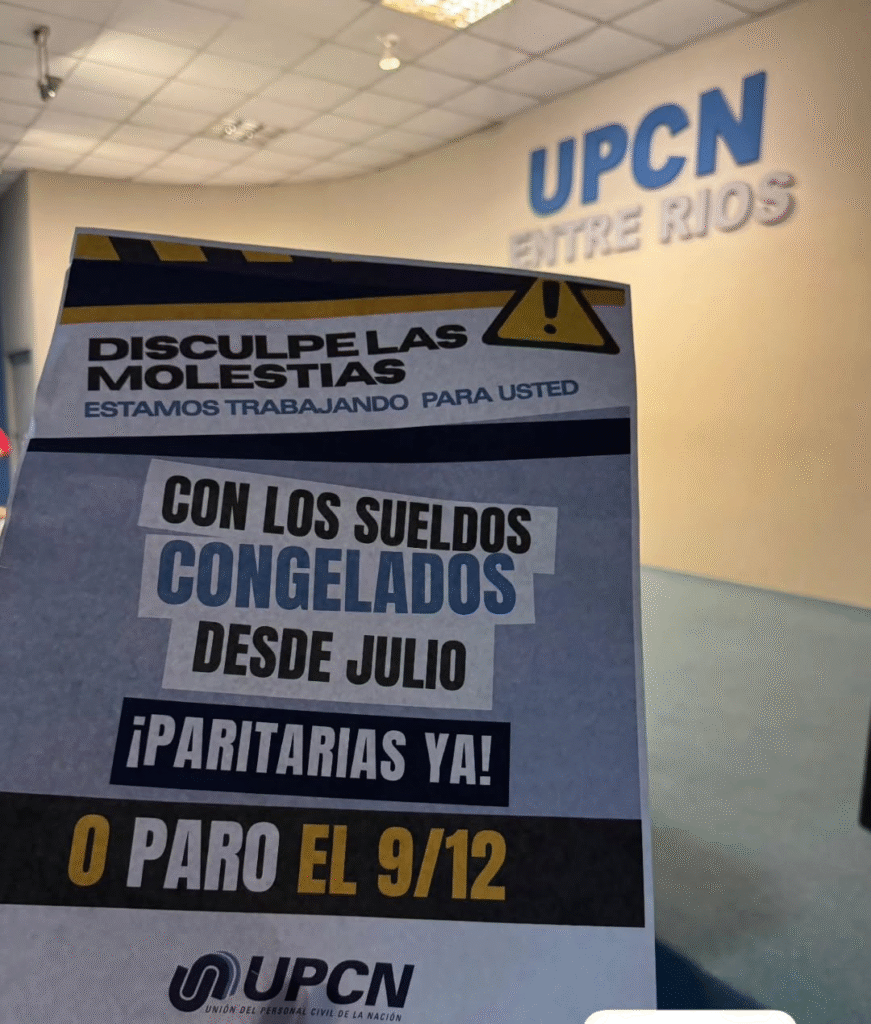 UPCN
ENTRE RIOS
DISCULPE LAS
MOLESTIAS
ESTAMOS TRABAJANDO PARA USTED
CON LOS SUELDOS
CONGELADOS
DESDE JULIO
¡PARITARIAS YA!
O PARO EL 9/12
UPCN
UNIÓN DEL PERSONAL CIVIL DE LA NACIÓN